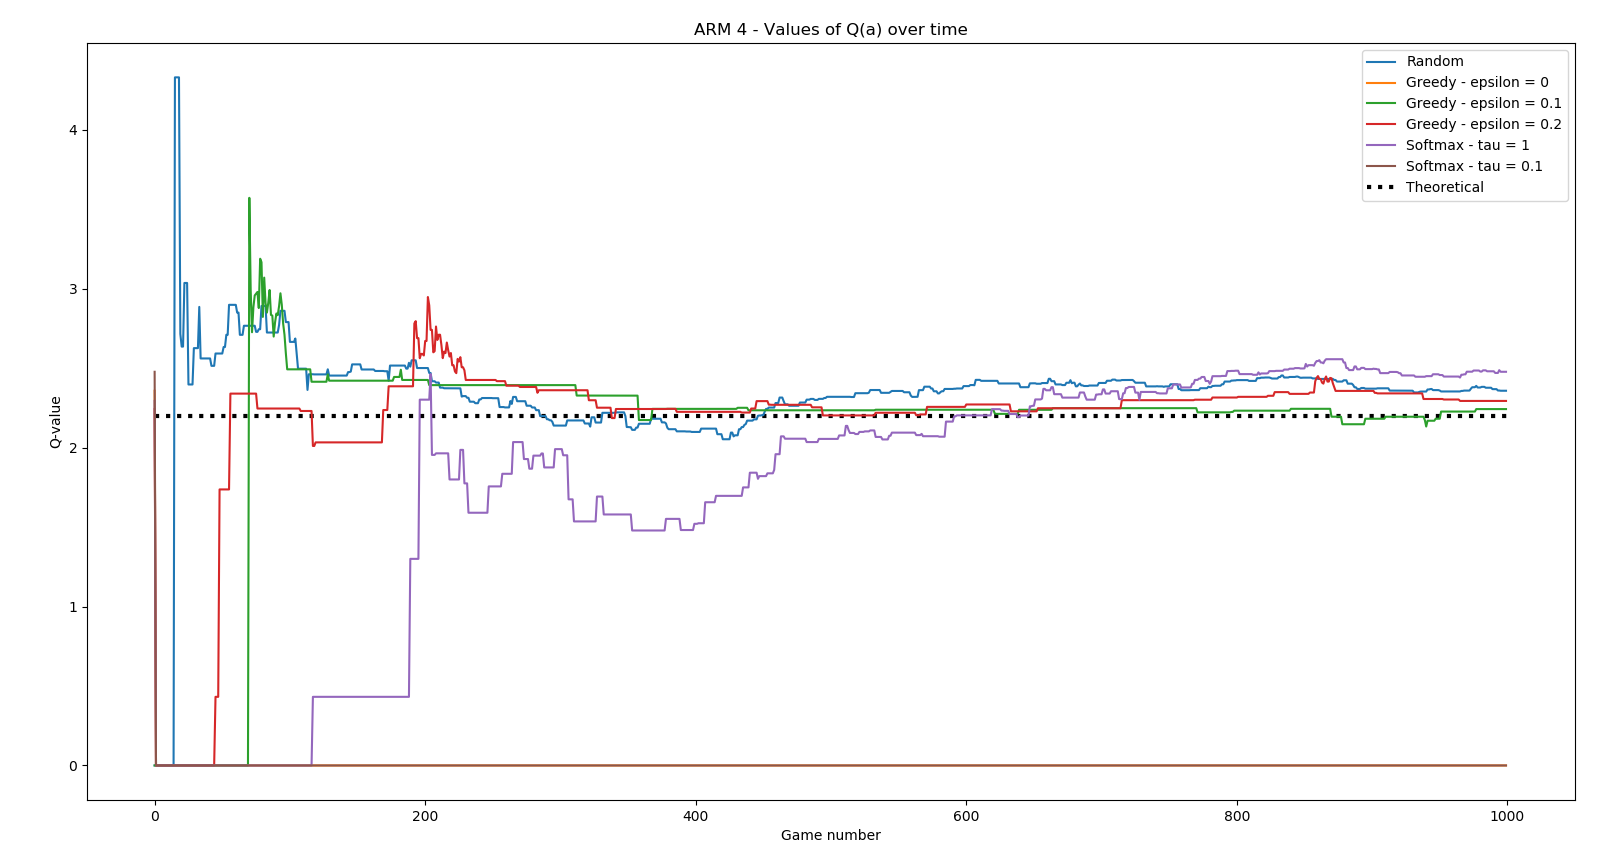 ARM 4 - Values of Q(a) over time
Random
Greedy - epsilon = 0
Greedy - epsilon = 0.1
Greedy - epsilon = 0.2
Softmax - tau = 1
Softmax - tau = 0.1
Theoretical
Q-value
4
3
2
1
0
0 200 400 600 800 1000
Game number